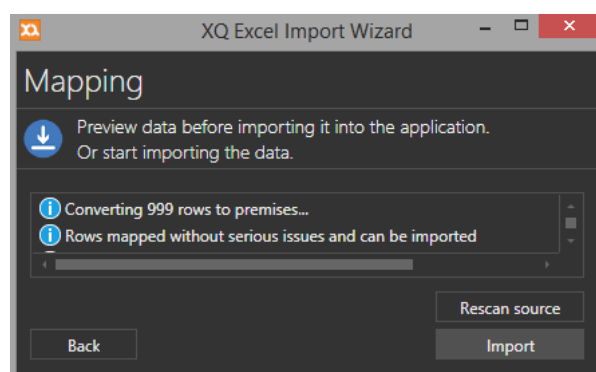 XQ Excel Import Wizard
Mapping
Preview data before importing it into the application.
Or start importing the data.
Converting 999 rows to premises...
Rows mapped without serious issues and can be imported
Rescan source
Back
Import